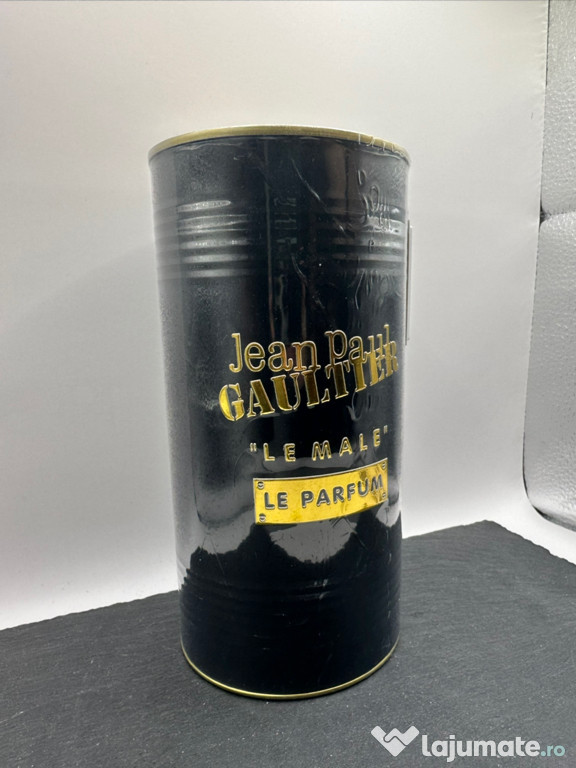 Jean Paul
GAULTIER
"LE MALE"
LE PARFUM
lajumate.ro